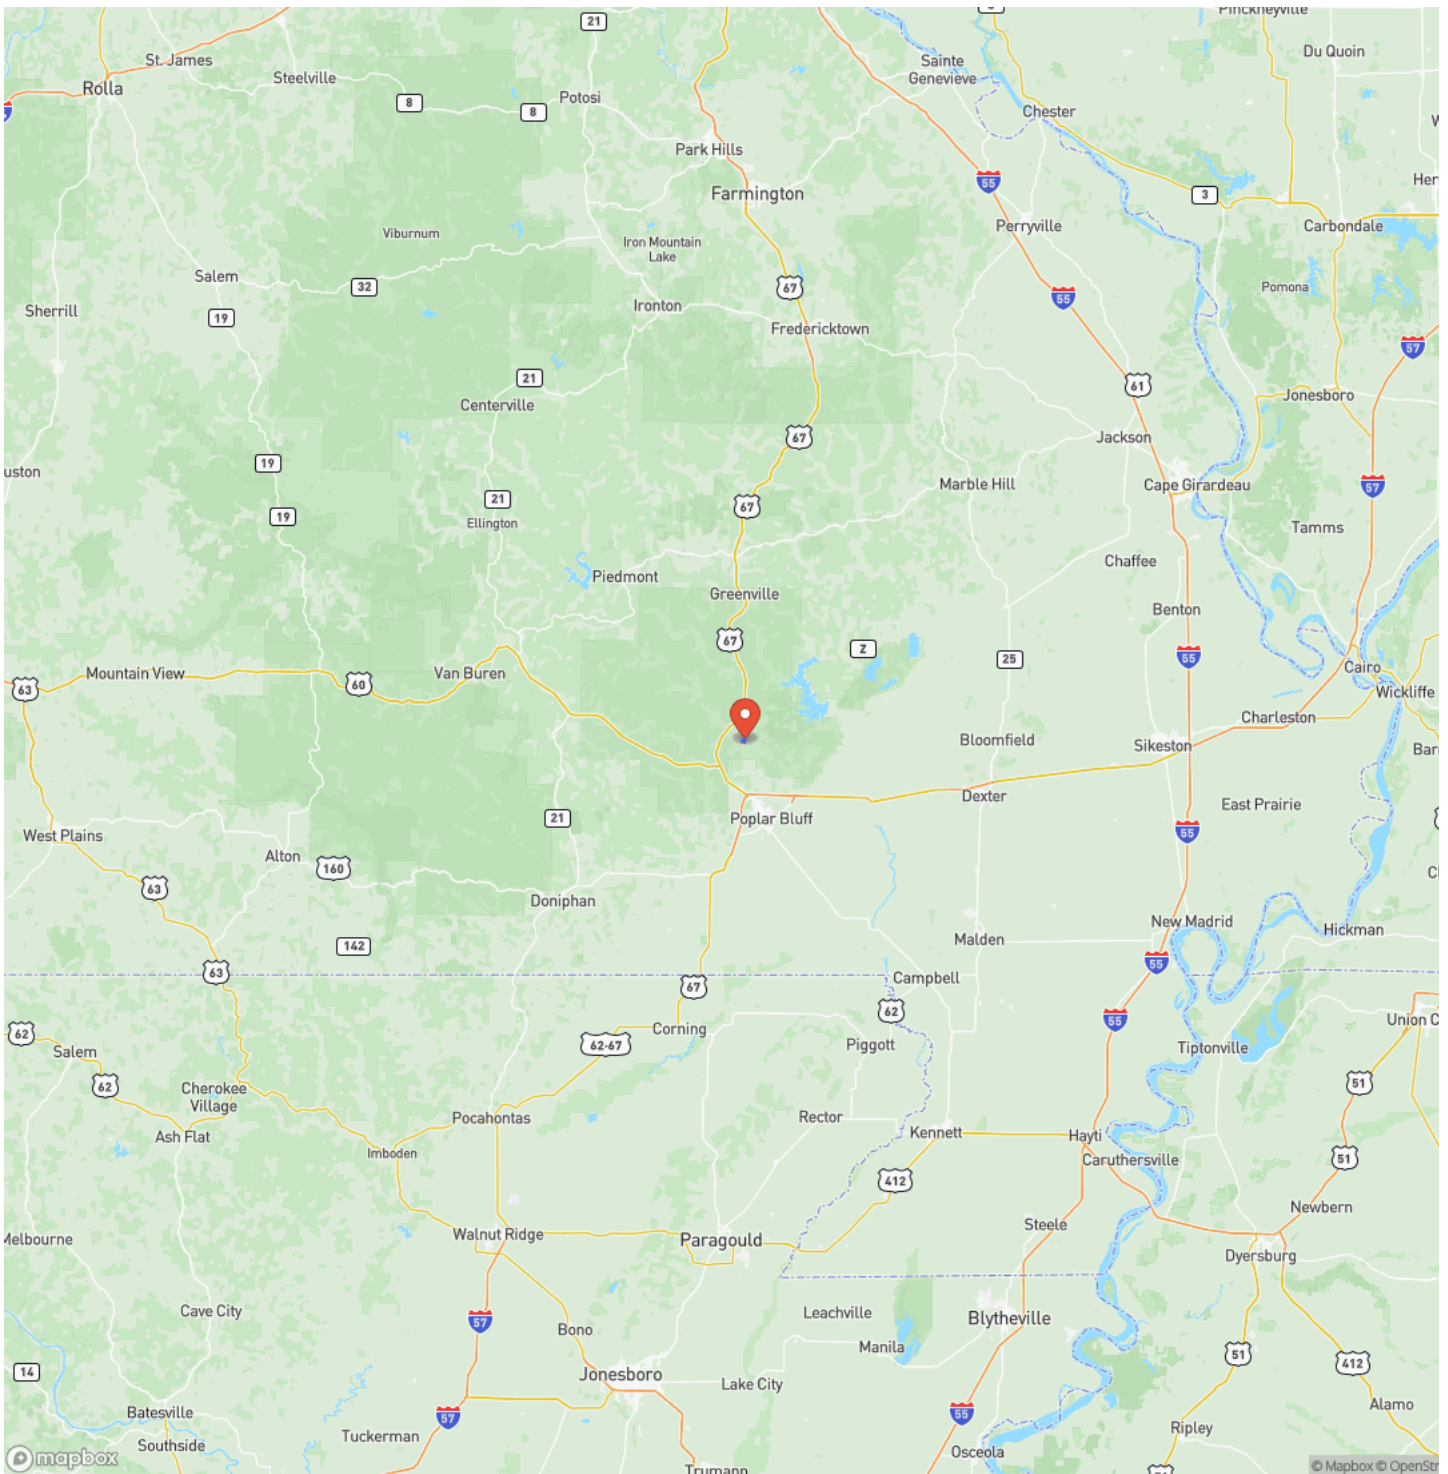 21
Pinckneyville
St. James
Steelville
Rolla
Potosi
8
8
Sainte
Genevieve
Du Quoin
Chester
Park Hills
Farmington
55
3
Her
Perryville
Carbondale
Viburnum
Iron Mountain
Lake
Salem
32
67
55
Pomona
Sherrill
19
Ironton
Fredericktown
57
21
Centerville
61
Jonesboro
67
Jackson
19
uston
21
67
Marble Hill
Cape Girardeau
57
19
Ellington
Tamms
Chaffee
Piedmont
Greenville
Benton
67
Z
25
55
Mountain View
Van Buren
63
60
Cairo
Wickliffe
Charleston
Bloomfield
Sikeston
Bar
Dexter
East Prairie
21
Poplar Bluff
West Plains
55
Alton
160
63
Doniphan
New Madrid
Hickman
142
Malden
63
55
Campbell
67
62
55
Union C
62
62-67
Corning
Piggott
Tiptonville
Salem
62
Cherokee
Village
51
Pocahontas
Rector
Ash Flat
Kennett
Hayti
Imboden
Caruthersville
51
412
Newbern
Melbourne
Walnut Ridge
Paragould
Steele
Dyersburg
Cave City
57
Leachville
Blytheville
Bono
Manila
51
412
14
Jonesboro
Lake City
Batesville
57
55
Alamo
Tuckerman
Southside
Ripley
Osceola
Trumann
mapbox
© Mapbox © OpenStr